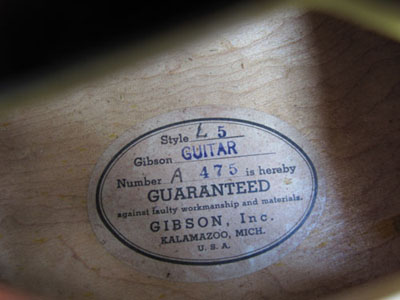 Style L 5
Gibson GUITAR
Number A 475 is hereby
GUARANTEED
against faulty workmanship and materials.
GIBSON, Inc.
KALAMAZOO, MICH.
U. S. A.